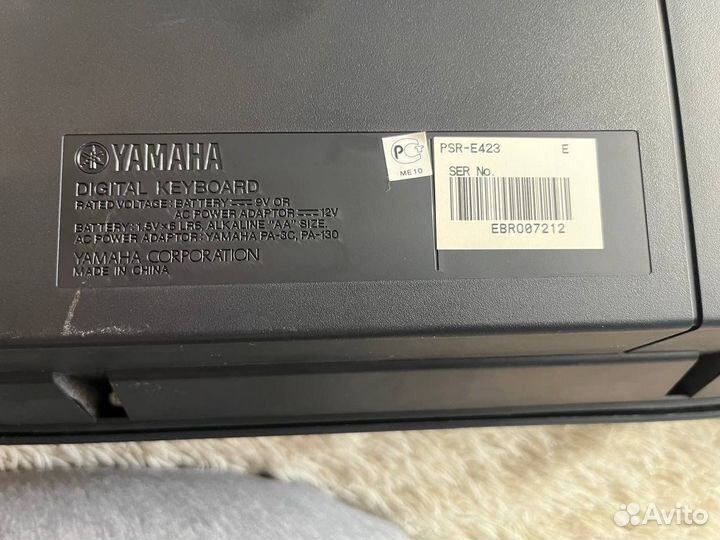 YAMAHA
DIGITAL KEYBOARD
RATED VOLTAGE: BATTERY ⎓ 9V OR
AC POWER ADAPTOR ⎓ 12V
BATTERY: 1.5V×6 LR6, ALKALINE "AA" SIZE.
AC POWER ADAPTOR: YAMAHA PA-3C, PA-130
YAMAHA CORPORATION
MADE IN CHINA
РСТ
ME10
PSR-E423 E
SER No.
EBRO07212
Avito